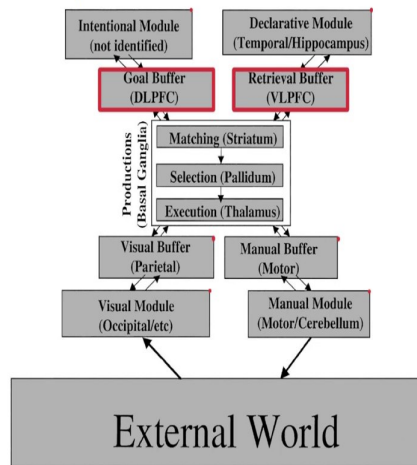 Intentional Module
(not identified)
Declarative Module
(Temporal/Hippocampus)
Goal Buffer
(DLPFC)
Retrieval Buffer
(VLPFC)
Productions
(Basal Ganglia)
Matching (Striatum)
Selection (Pallidum)
Execution (Thalamus)
Visual Buffer
(Parietal)
Manual Buffer
(Motor)
Visual Module
(Occipital/etc)
Manual Module
(Motor/Cerebellum)
External World